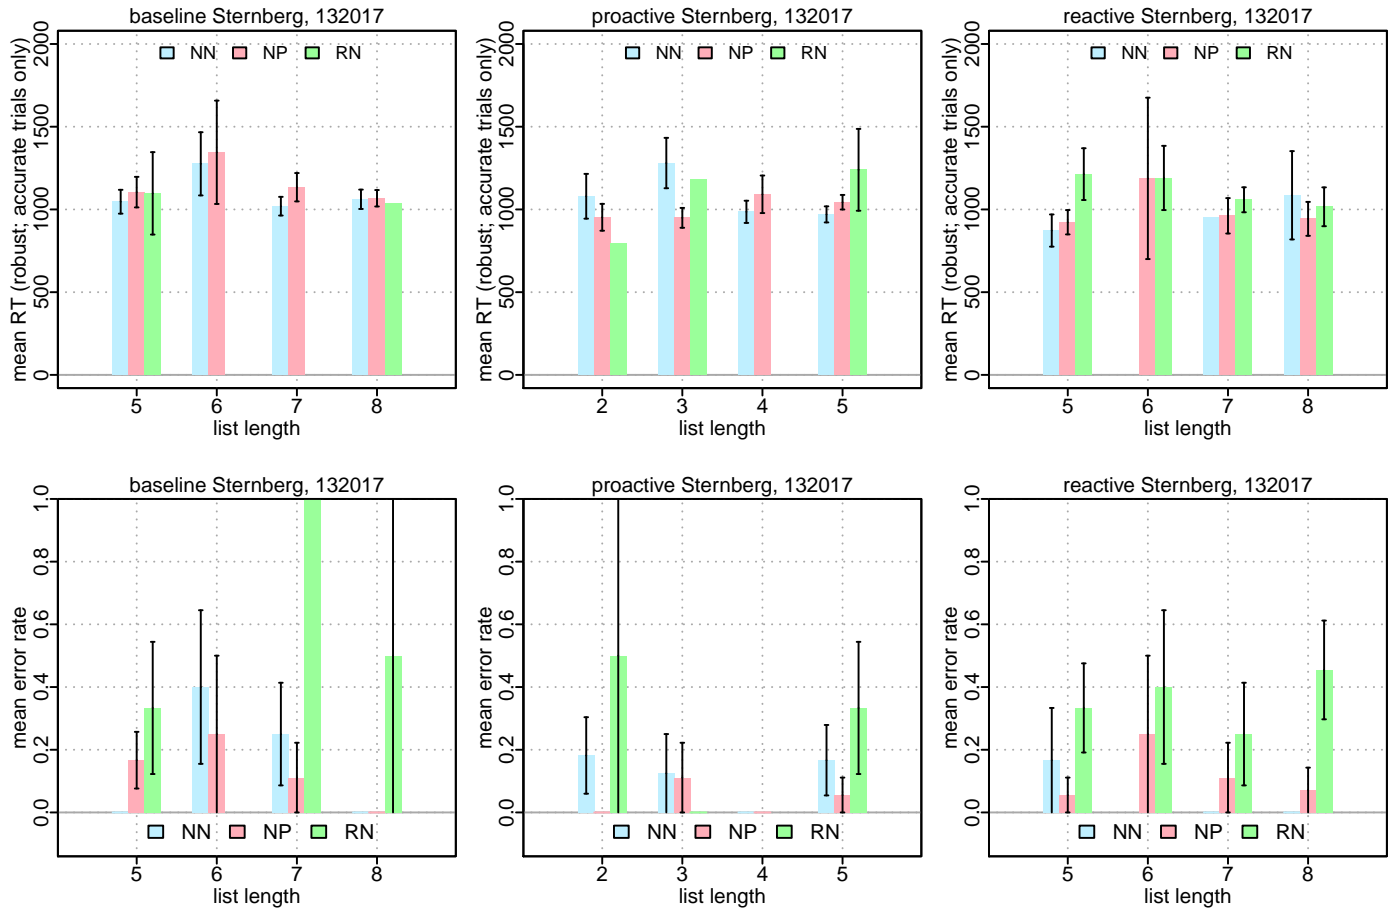 baseline Sternberg, 132017
NN NP RN
mean RT (robust; accurate trials only)
0 500 1000 1500 2000
5 6 7 8
list length
proactive Sternberg, 132017
NN NP RN
mean RT (robust; accurate trials only)
0 500 1000 1500 2000
2 3 4 5
list length
reactive Sternberg, 132017
NN NP RN
mean RT (robust; accurate trials only)
0 500 1000 1500 2000
5 6 7 8
list length
baseline Sternberg, 132017
mean error rate
0.0 0.2 0.4 0.6 0.8 1.0
NN NP RN
5 6 7 8
list length
proactive Sternberg, 132017
mean error rate
0.0 0.2 0.4 0.6 0.8 1.0
NN NP RN
2 3 4 5
list length
reactive Sternberg, 132017
mean error rate
0.0 0.2 0.4 0.6 0.8 1.0
NN NP RN
5 6 7 8
list length